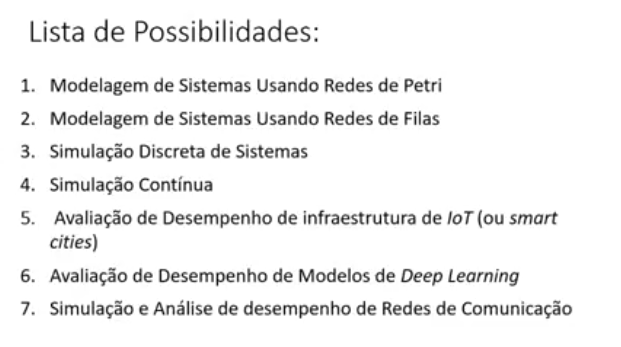 Lista de Possibilidades:
1. Modelagem de Sistemas Usando Redes de Petri
2. Modelagem de Sistemas Usando Redes de Filas
3. Simulação Discreta de Sistemas
4. Simulação Contínua
5. Avaliação de Desempenho de infraestrutura de IoT (ou smart
cities)
6. Avaliação de Desempenho de Modelos de Deep Learning
7. Simulação e Análise de desempenho de Redes de Comunicação